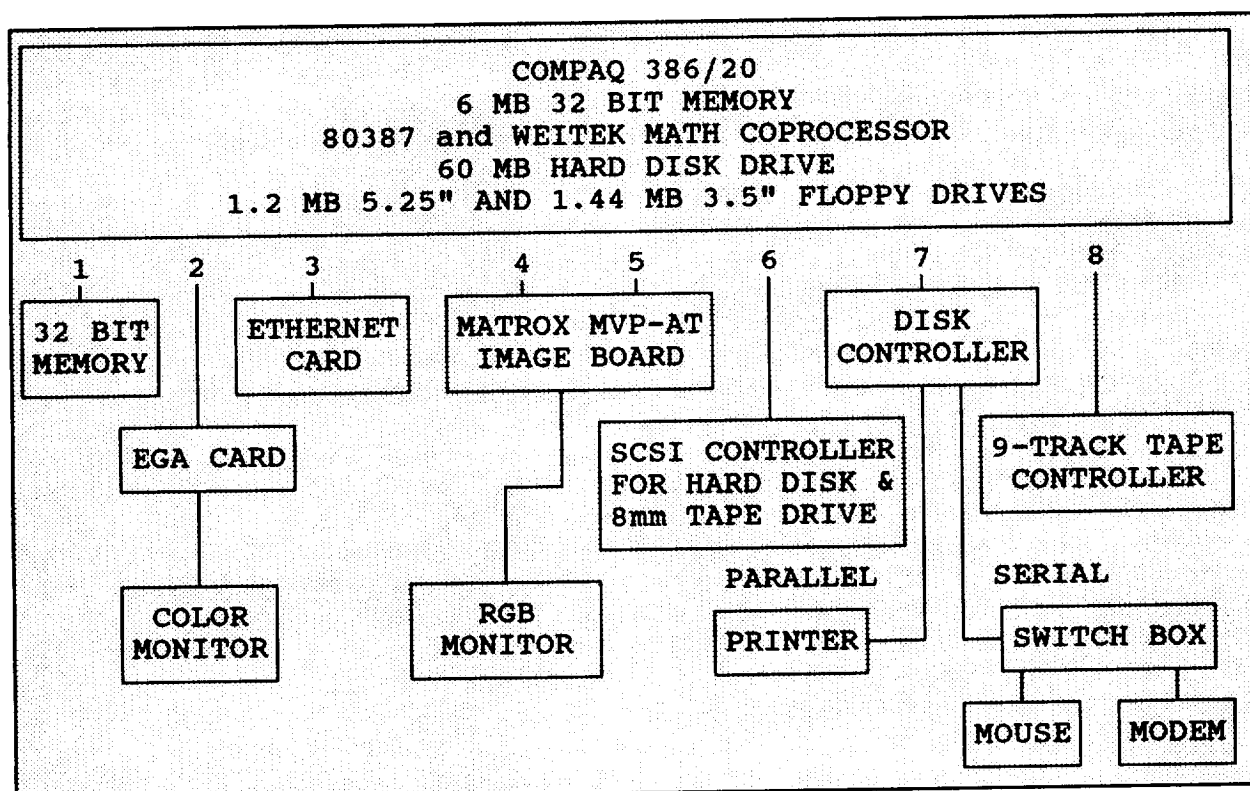 COMPAQ 386/20
6 MB 32 BIT MEMORY
80387 and WEITEK MATH COPROCESSOR
60 MB HARD DISK DRIVE
1.2 MB 5.25" AND 1.44 MB 3.5" FLOPPY DRIVES
1 2 3 4 5 6 7 8
32 BIT
MEMORY
ETHERNET
CARD
MATROX MVP-AT
IMAGE BOARD
DISK
CONTROLLER
EGA CARD
SCSI CONTROLLER
FOR HARD DISK &
8mm TAPE DRIVE
9-TRACK TAPE
CONTROLLER
COLOR
MONITOR
RGB
MONITOR
PARALLEL
PRINTER
SERIAL
SWITCH BOX
MOUSE
MODEM